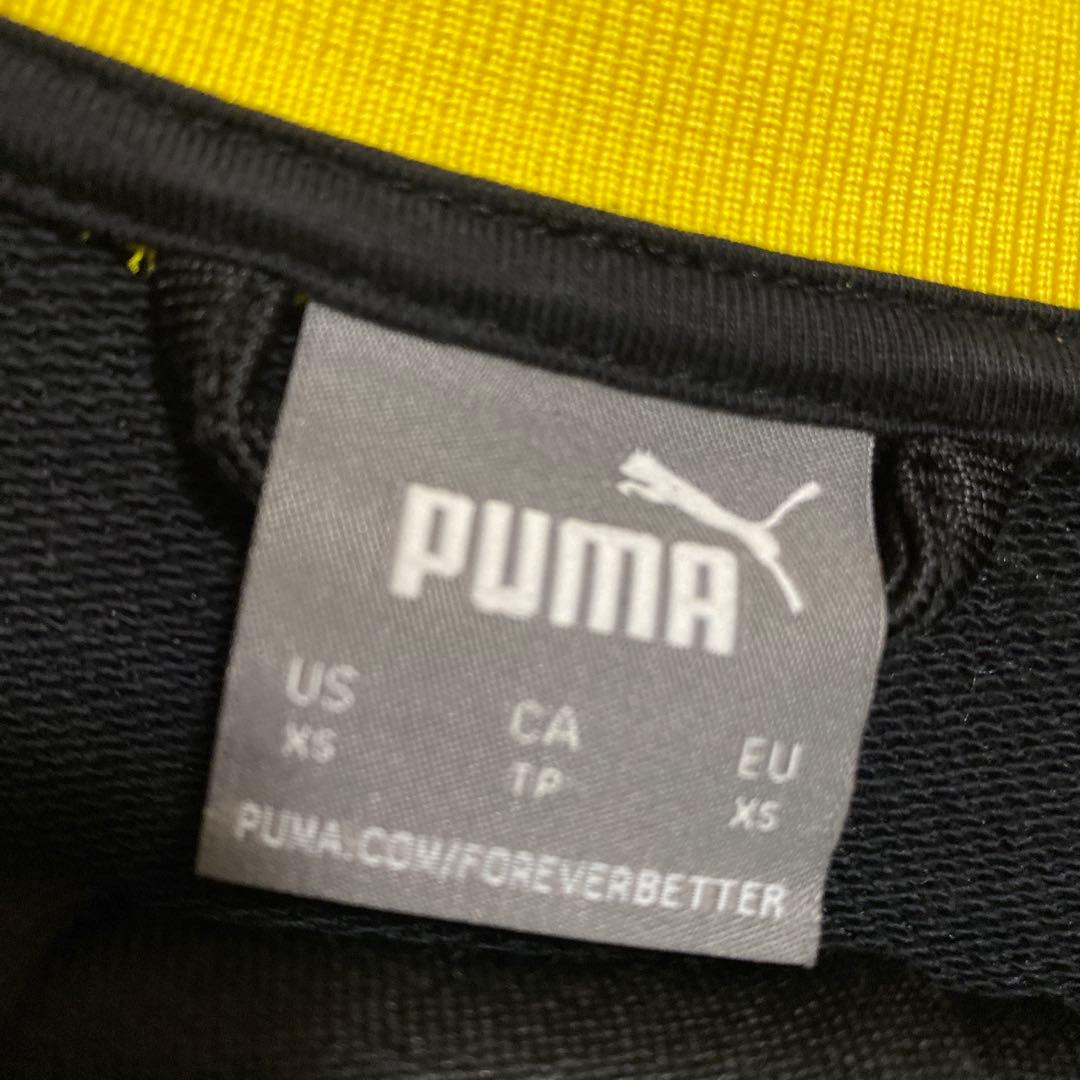 PUMA
US CA EU
XS TP XS
PUMA.COM/FOREVERBETTER